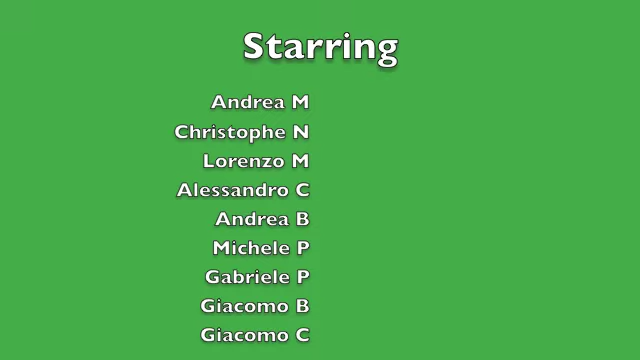 Starring
Andrea M
Christophe N
Lorenzo M
Alessandro C
Andrea B
Michele P
Gabriele P
Giacomo B
Giacomo C